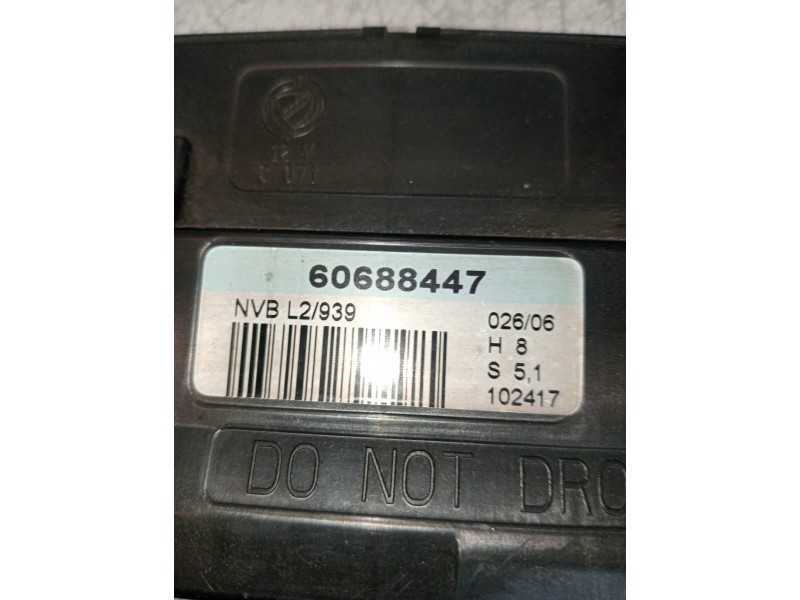 60688447
NVB L2/939
026/06
H 8
S 5,1
102417
DO NOT DRO